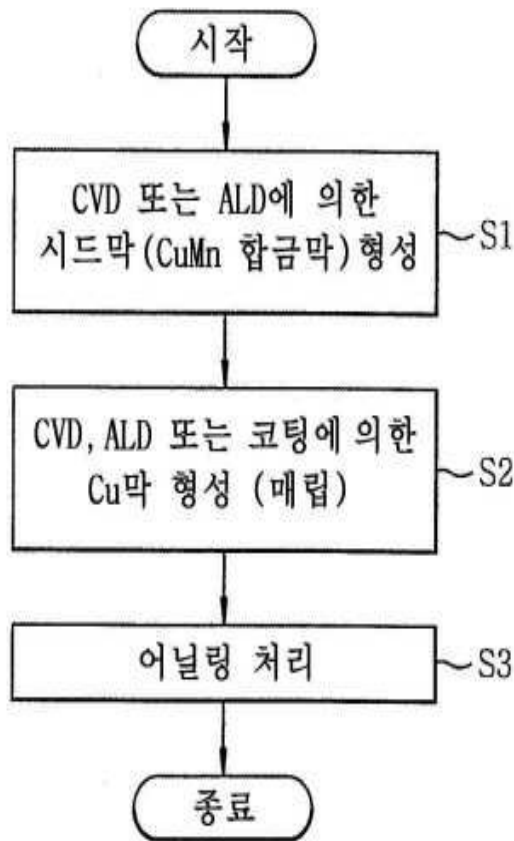 시작
CVD 또는 ALD에 의한
시드막(CuMn 합금막)형성
S1
CVD, ALD 또는 코팅에 의한
Cu막 형성 (매립)
S2
어닐링 처리
S3
종료